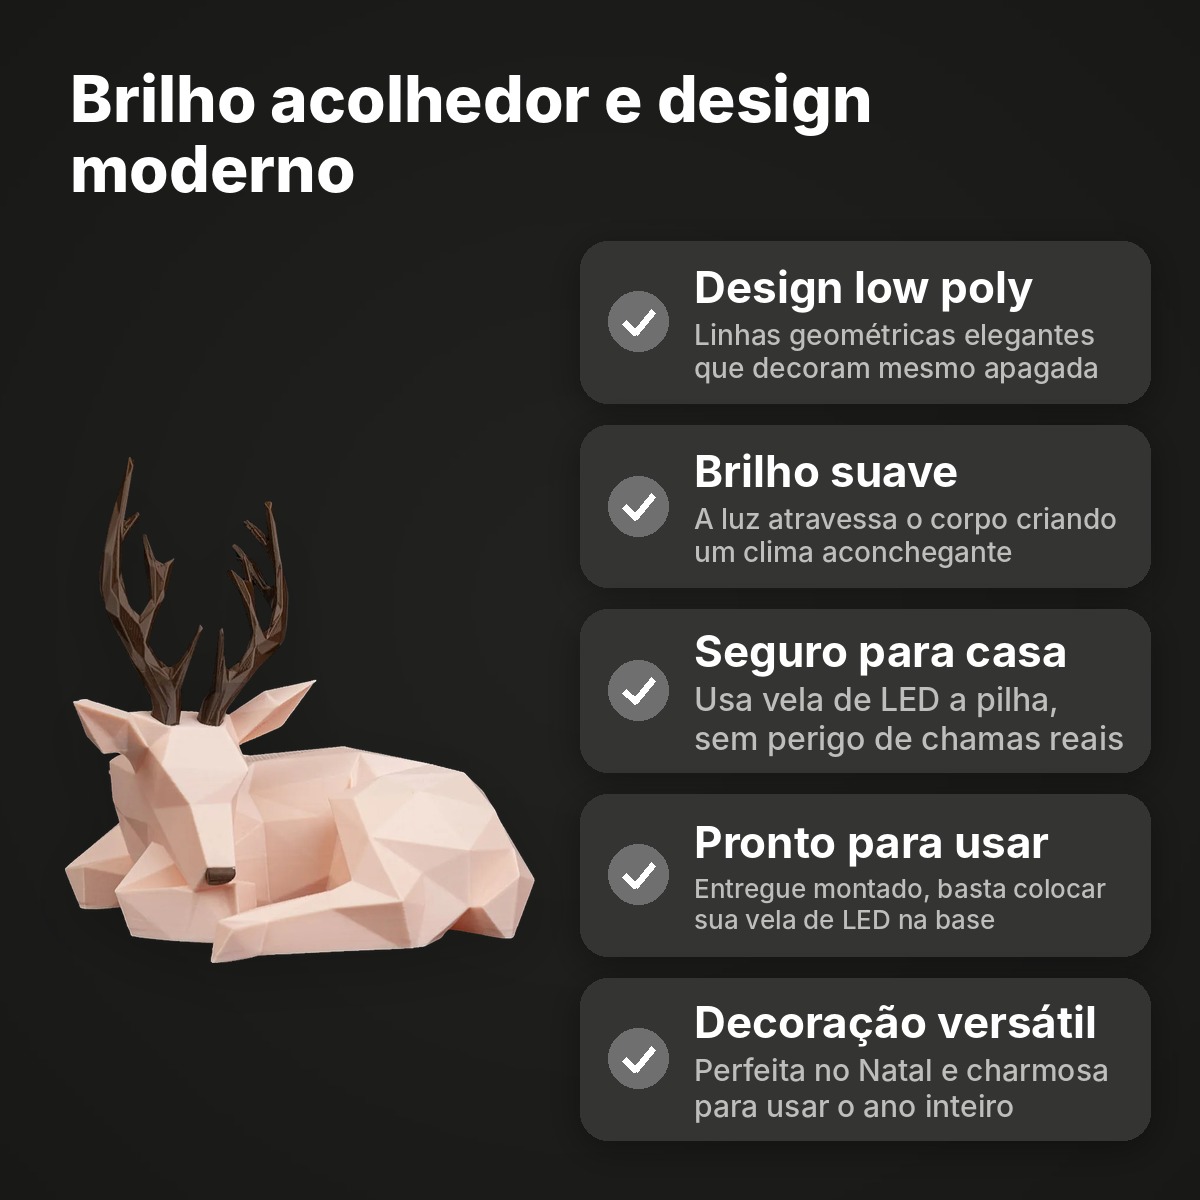 Brilho acolhedor e design
moderno
Design low poly
Linhas geométricas elegantes
que decoram mesmo apagada
Brilho suave
A luz atravessa o corpo criando
um clima aconchegante
Seguro para casa
Usa vela de LED a pilha,
sem perigo de chamas reais
Pronto para usar
Entregue montado, basta colocar
sua vela de LED na base
Decoração versátil
Perfeita no Natal e charmosa
para usar o ano inteiro